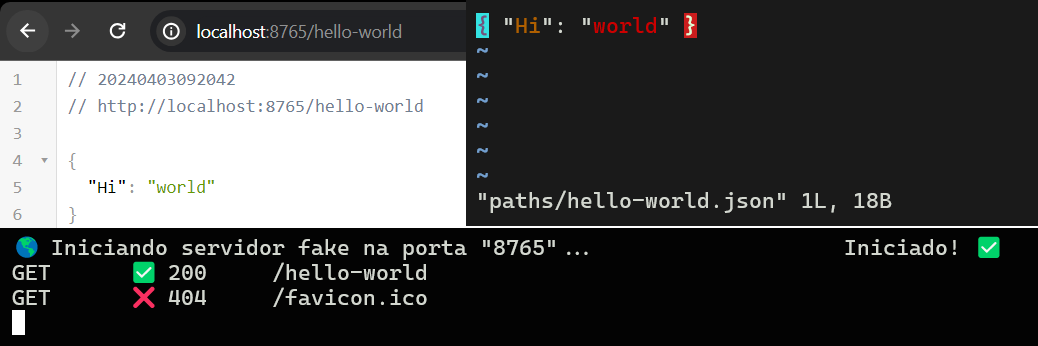 localhost:8765/hello-world
1 // 20240403092042
2 // http://localhost:8765/hello-world
3
4 {
5 "Hi": "world"
6 }
{ "Hi": "world" }
~
~
~
~
~
~
"paths/hello-world.json" 1L, 18B
🌎 Iniciando servidor fake na porta "8765"... Iniciado! ✅
GET ✅ 200 /hello-world
GET ❌ 404 /favicon.ico